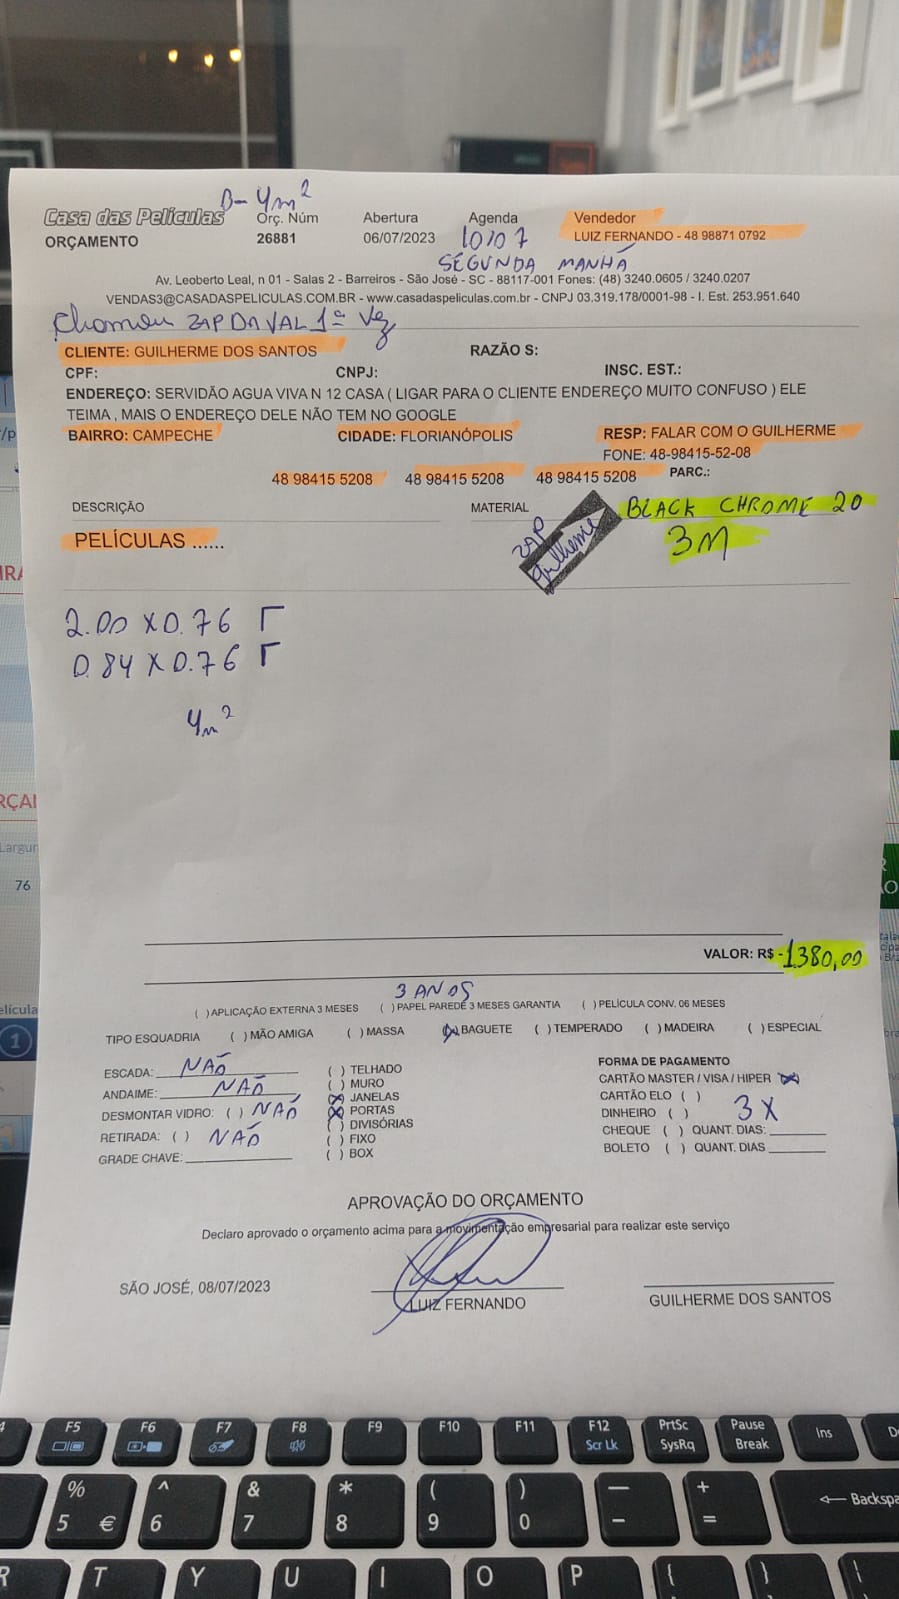 B- 4m²
Casa das Películas
ORÇAMENTO
Orç. Núm
26881
Abertura
06/07/2023
Agenda
10/07
SEGUNDA MANHÃ
Vendedor
LUIZ FERNANDO - 48 98871 0792
Av. Leoberto Leal, n 01 - Salas 2 - Barreiros - São José - SC - 88117-001 Fones: (48) 3240.0605 / 3240.0207
VENDAS3@CASADASPELICULAS.COM.BR - www.casadaspeliculas.com.br - CNPJ 03.319.178/0001-98 - I. Est. 253.951.640
Chamou ZAP DA VAL 1ª Vez
CLIENTE: GUILHERME DOS SANTOS
RAZÃO S:
CPF:
CNPJ:
INSC. EST.:
ENDEREÇO: SERVIDÃO AGUA VIVA N 12 CASA ( LIGAR PARA O CLIENTE ENDEREÇO MUITO CONFUSO ) ELE
TEIMA , MAIS O ENDEREÇO DELE NÃO TEM NO GOOGLE
BAIRRO: CAMPECHE
CIDADE: FLORIANÓPOLIS
RESP: FALAR COM O GUILHERME
FONE: 48-98415-52-08
48 98415 5208
48 98415 5208
48 98415 5208
PARC.:
DESCRIÇÃO
MATERIAL
BLACK CHROME 20
3M
ZAP
Guilherme
PELÍCULAS ......
2.00 X 0.76
0.84 X 0.76
4m²
VALOR: R$ -1380,00
3 ANOS
( ) APLICAÇÃO EXTERNA 3 MESES ( ) PAPEL PAREDE 3 MESES GARANTIA ( ) PELÍCULA CONV. 06 MESES
TIPO ESQUADRIA ( ) MÃO AMIGA ( ) MASSA (X) BAGUETE ( ) TEMPERADO ( ) MADEIRA ( ) ESPECIAL
ESCADA: NÃO
ANDAIME: NÃO
DESMONTAR VIDRO: ( ) NÃO
RETIRADA: ( ) NÃO
GRADE CHAVE:
( ) TELHADO
( ) MURO
(X) JANELAS
(X) PORTAS
( ) DIVISÓRIAS
( ) FIXO
( ) BOX
FORMA DE PAGAMENTO
CARTÃO MASTER / VISA / HIPER (X)
CARTÃO ELO ( )
DINHEIRO ( ) 3X
CHEQUE ( ) QUANT. DIAS:
BOLETO ( ) QUANT. DIAS
APROVAÇÃO DO ORÇAMENTO
Declaro aprovado o orçamento acima para a movimentação empresarial para realizar este serviço
SÃO JOSÉ, 08/07/2023
LUIZ FERNANDO
GUILHERME DOS SANTOS
Largur
76
1
F5 F6 F7 F8 F9 F10 F11 F12 PrtSc Pause Ins
Scr Lk SysRq Break
% ^ & * ( ) — +
5 € 6 7 8 9 0 - = ← Backspa
R T Y U I O P { }